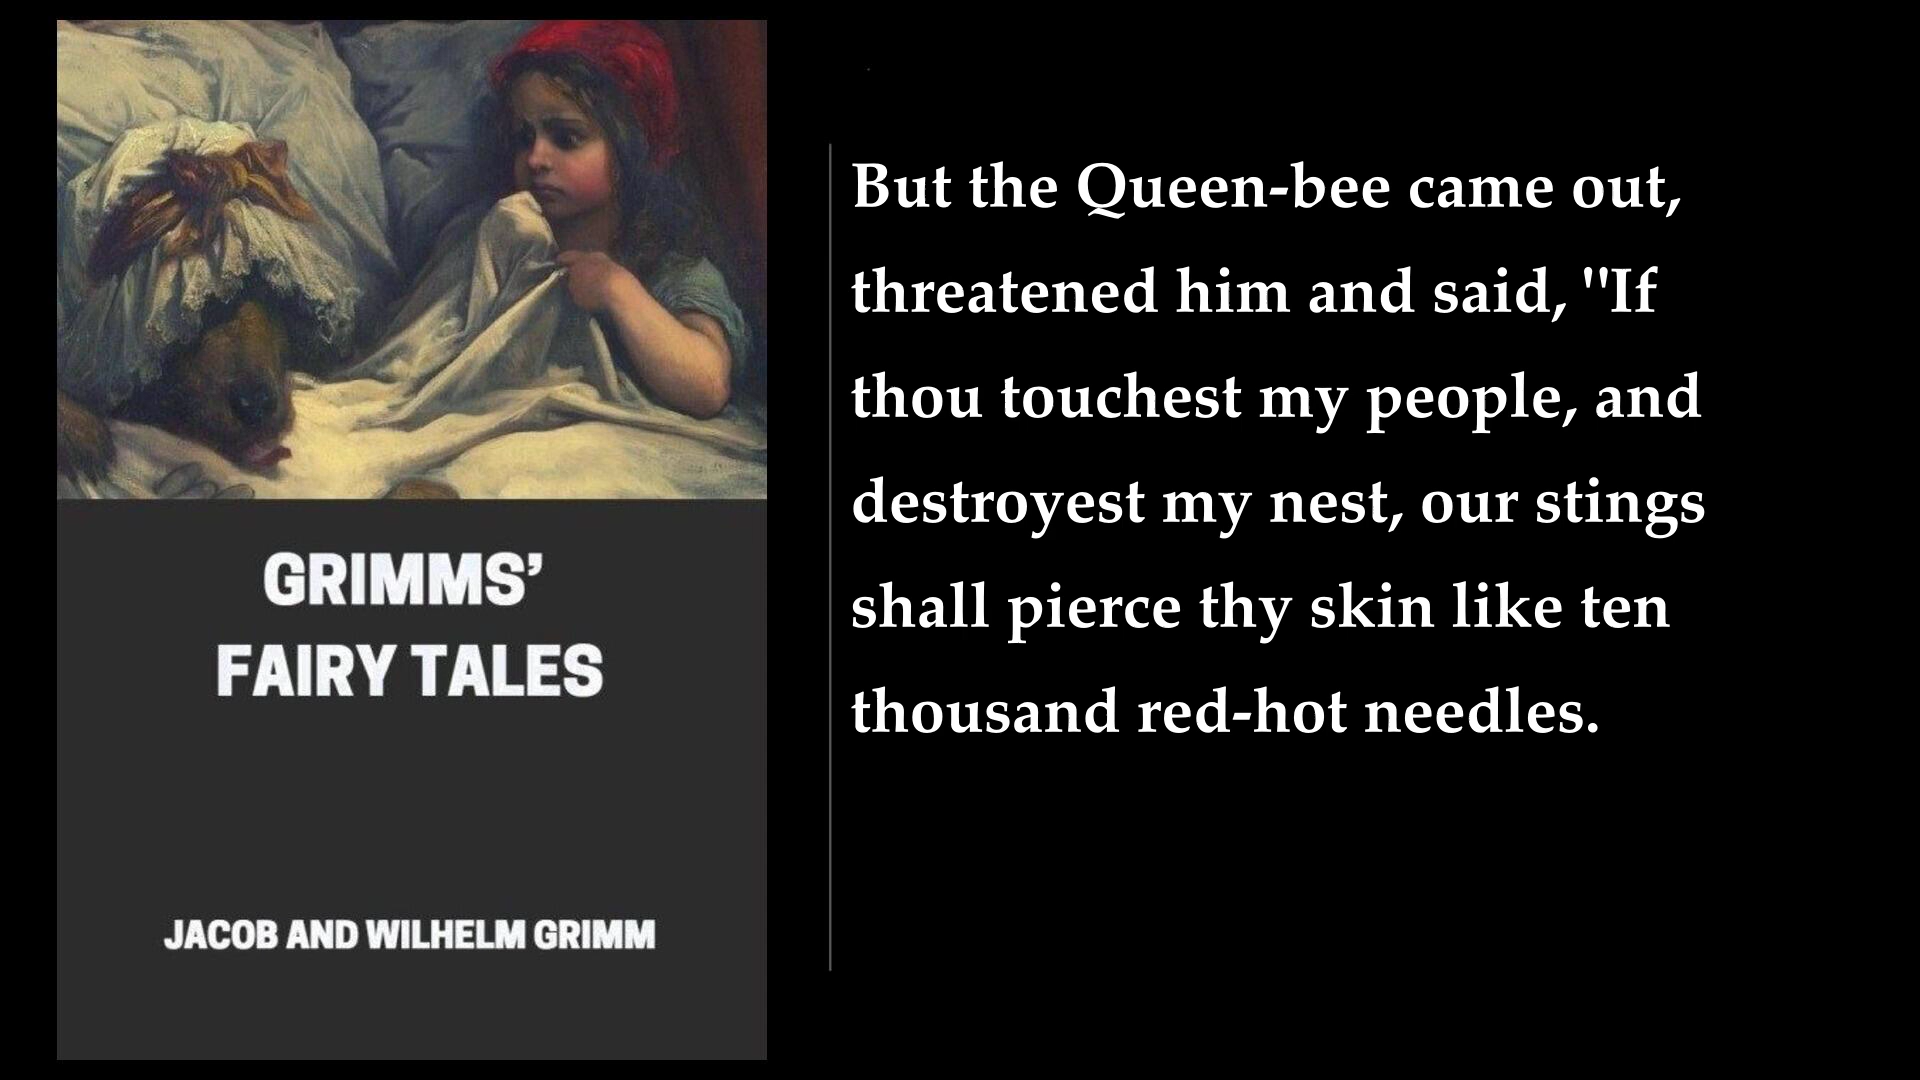 GRIMMS’
FAIRY TALES
JACOB AND WILHELM GRIMM
But the Queen-bee came out,
threatened him and said, "If
thou touchest my people, and
destroyest my nest, our stings
shall pierce thy skin like ten
thousand red-hot needles.